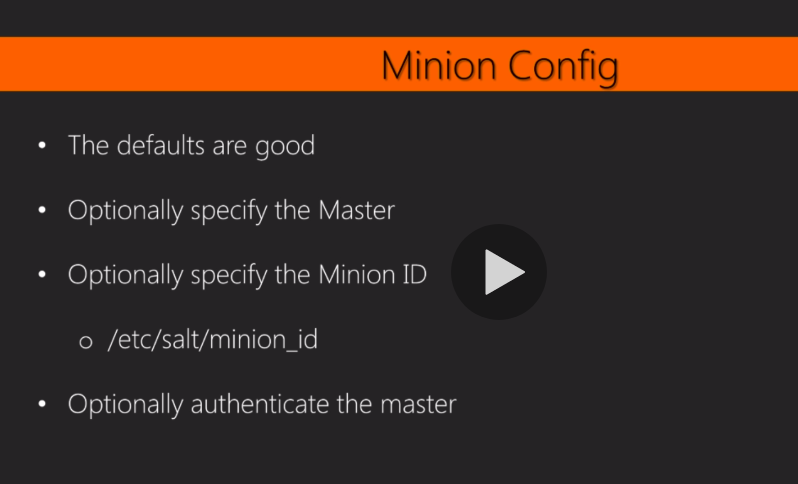 Minion Config
• The defaults are good
• Optionally specify the Master
• Optionally specify the Minion ID
o /etc/salt/minion_id
• Optionally authenticate the master